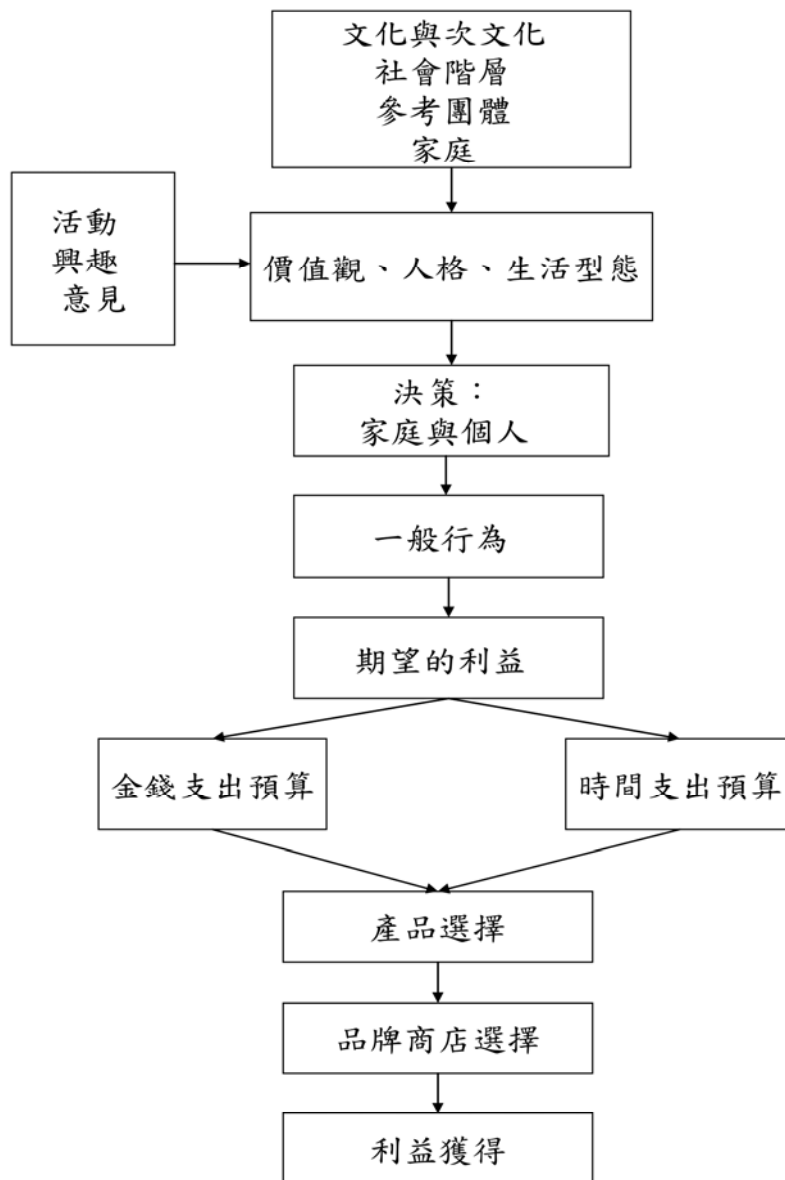 文化與次文化
社會階層
參考團體
家庭
活動
興趣
意見
價值觀、人格、生活型態
決策：
家庭與個人
一般行為
期望的利益
金錢支出預算
時間支出預算
產品選擇
品牌商店選擇
利益獲得